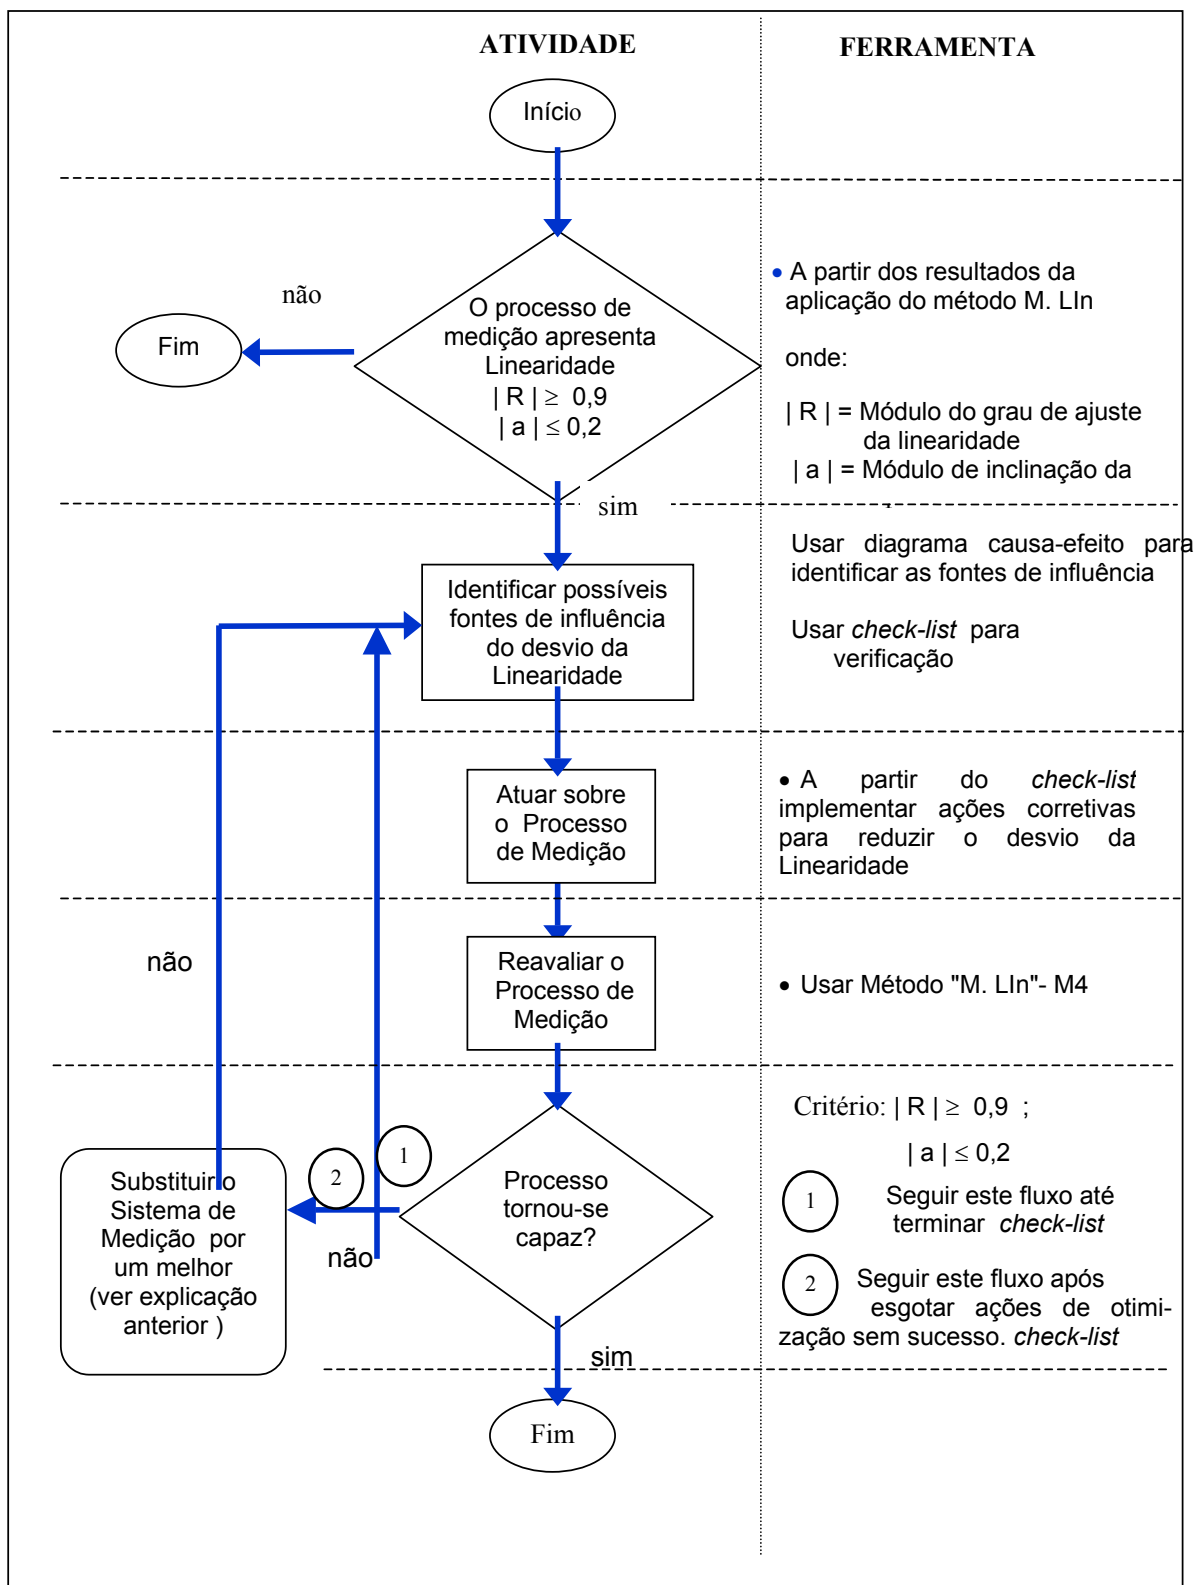 ATIVIDADE
FERRAMENTA
Início
não
Fim
O processo de
medição apresenta
Linearidade
| R | ≥ 0,9
| a | ≤ 0,2
• A partir dos resultados da
aplicação do método M. LIn
onde:
| R | = Módulo do grau de ajuste
da linearidade
| a | = Módulo de inclinação da
sim
Identificar possíveis
fontes de influência
do desvio da
Linearidade
Usar diagrama causa-efeito para
identificar as fontes de influência
Usar check-list para
verificação
Atuar sobre
o Processo
de Medição
• A partir do check-list
implementar ações corretivas
para reduzir o desvio da
Linearidade
não
Reavaliar o
Processo de
Medição
• Usar Método "M. LIn"- M4
Substituir o
Sistema de
Medição por
um melhor
(ver explicação
anterior )
2
1
não
Processo
tornou-se
capaz?
Critério: | R | ≥ 0,9 ;
| a | ≤ 0,2
1 Seguir este fluxo até
terminar check-list
2 Seguir este fluxo após
esgotar ações de otimi-
zação sem sucesso. check-list
sim
Fim